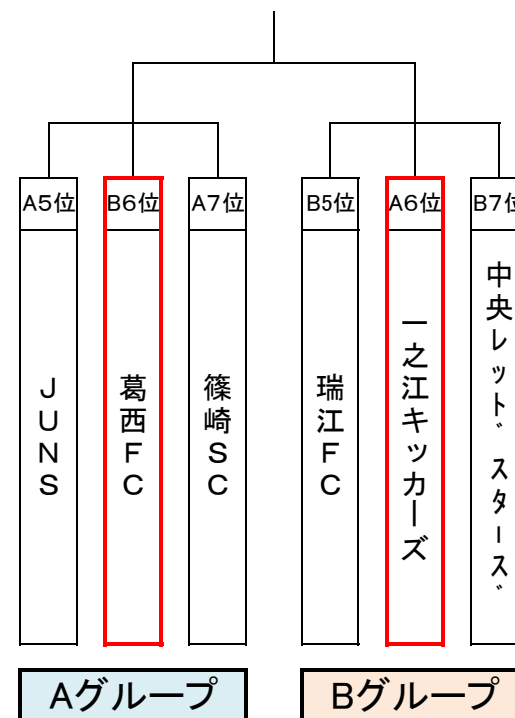 A5位
B6位
A7位
B5位
A6位
B7位
JUNS
葛西FC
篠崎SC
瑞江FC
一之江キッカーズ
中央レッド゛スターズ゛
Aグループ
Bグループ